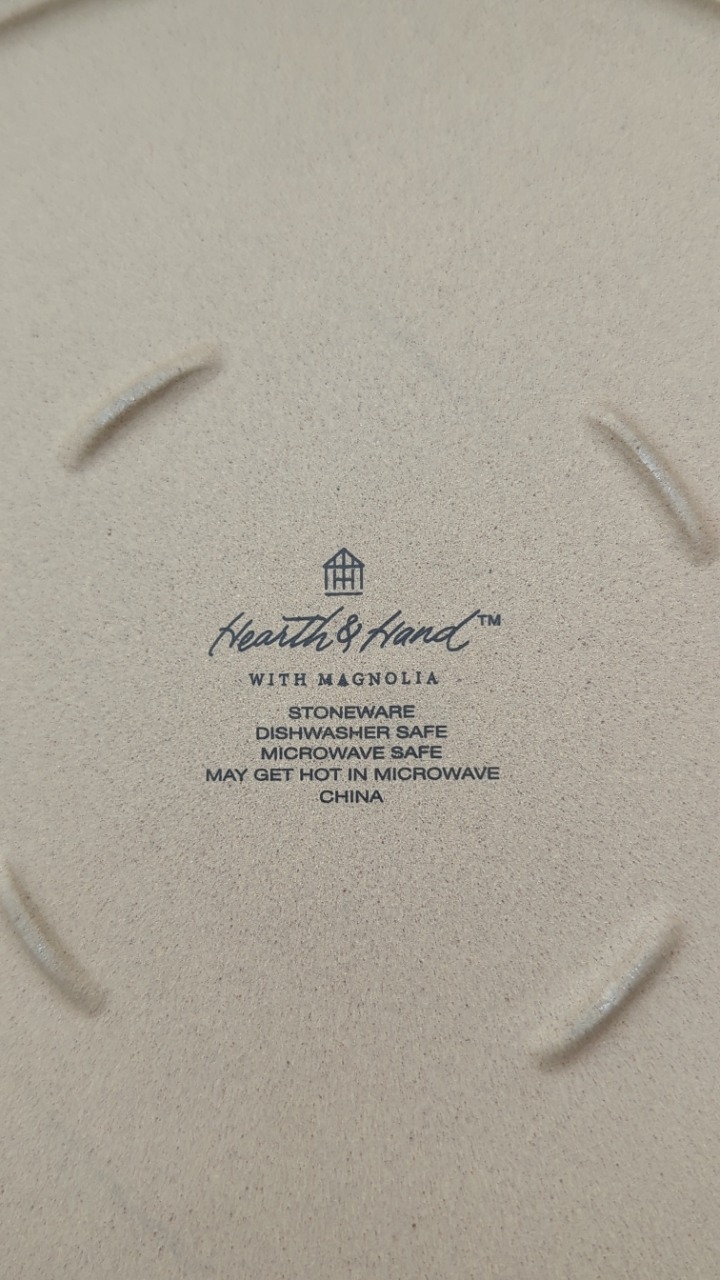 Hearth & Hand™
WITH MAGNOLIA
STONEWARE
DISHWASHER SAFE
MICROWAVE SAFE
MAY GET HOT IN MICROWAVE
CHINA